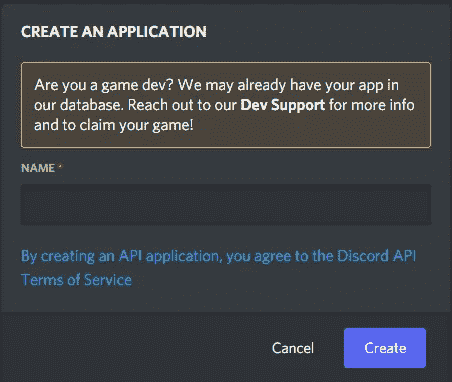 CREATE AN APPLICATION
Are you a game dev? We may already have your app in
our database. Reach out to our Dev Support for more info
and to claim your game!
NAME *
By creating an API application, you agree to the Discord API
Terms of Service
Cancel
Create